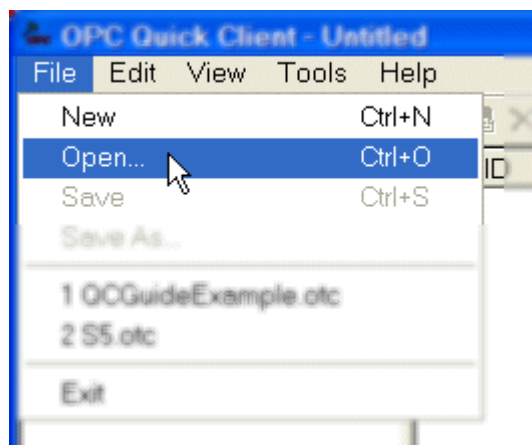 OPC Quick Client - Untitled
File Edit View Tools Help
New Ctrl+N
Open... Ctrl+O
ID
Save Ctrl+S
Save As...
1 QCGuideExample.otc
2 S5.otc
Exit